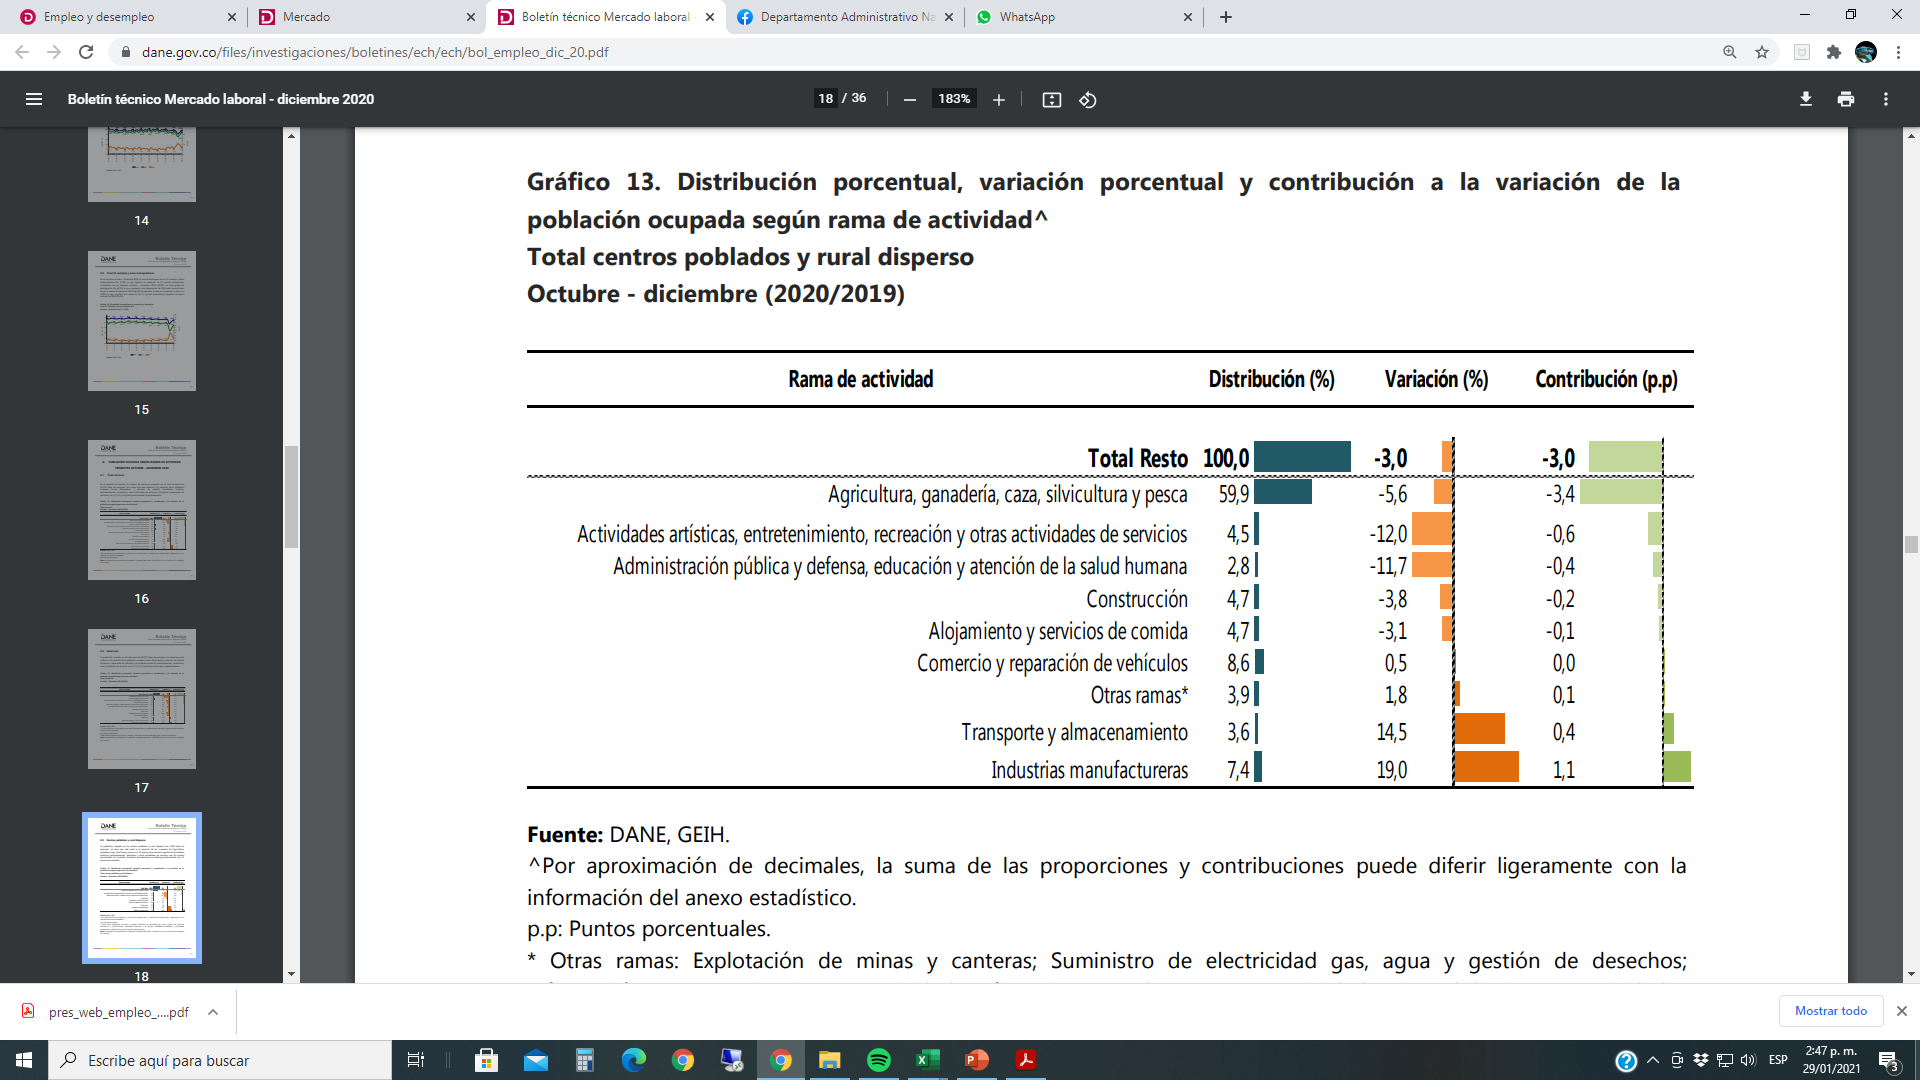 Empleo y desempleo
Mercado
Boletín técnico Mercado laboral
Departamento Administrativo Na
WhatsApp
dane.gov.co/files/investigaciones/boletines/ech/ech/bol_empleo_dic_20.pdf
Boletín técnico Mercado laboral - diciembre 2020
18 / 36
183%
14
15
16
17
18
Gráfico 13. Distribución porcentual, variación porcentual y contribución a la variación de la
población ocupada según rama de actividad^
Total centros poblados y rural disperso
Octubre - diciembre (2020/2019)
Rama de actividad Distribución (%) Variación (%) Contribución (p.p)
Total Resto 100,0 -3,0 -3,0
Agricultura, ganadería, caza, silvicultura y pesca 59,9 -5,6 -3,4
Actividades artísticas, entretenimiento, recreación y otras actividades de servicios 4,5 -12,0 -0,6
Administración pública y defensa, educación y atención de la salud humana 2,8 -11,7 -0,4
Construcción 4,7 -3,8 -0,2
Alojamiento y servicios de comida 4,7 -3,1 -0,1
Comercio y reparación de vehículos 8,6 0,5 0,0
Otras ramas* 3,9 1,8 0,1
Transporte y almacenamiento 3,6 14,5 0,4
Industrias manufactureras 7,4 19,0 1,1
Fuente: DANE, GEIH.
^Por aproximación de decimales, la suma de las proporciones y contribuciones puede diferir ligeramente con la
información del anexo estadístico.
p.p: Puntos porcentuales.
* Otras ramas: Explotación de minas y canteras; Suministro de electricidad gas, agua y gestión de desechos;
pres_web_empleo_....pdf
Mostrar todo
Escribe aquí para buscar
ESP
2:47 p. m.
29/01/2021
3